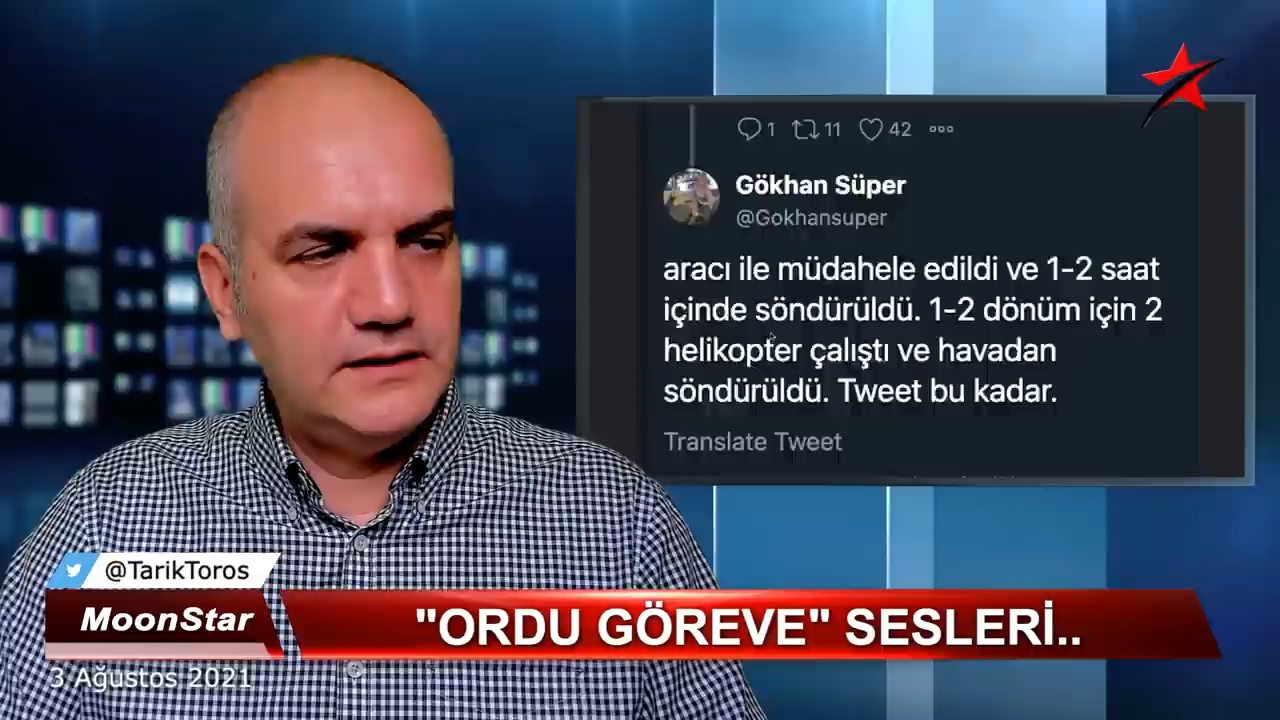 1 11 42
Gökhan Süper
@Gokhansuper
aracı ile müdahele edildi ve 1-2 saat
içinde söndürüldü. 1-2 dönüm için 2
helikopter çalıştı ve havadan
söndürüldü. Tweet bu kadar.
Translate Tweet
@TarikToros
MoonStar
"ORDU GÖREVE" SESLERİ..
3 Ağustos 2021